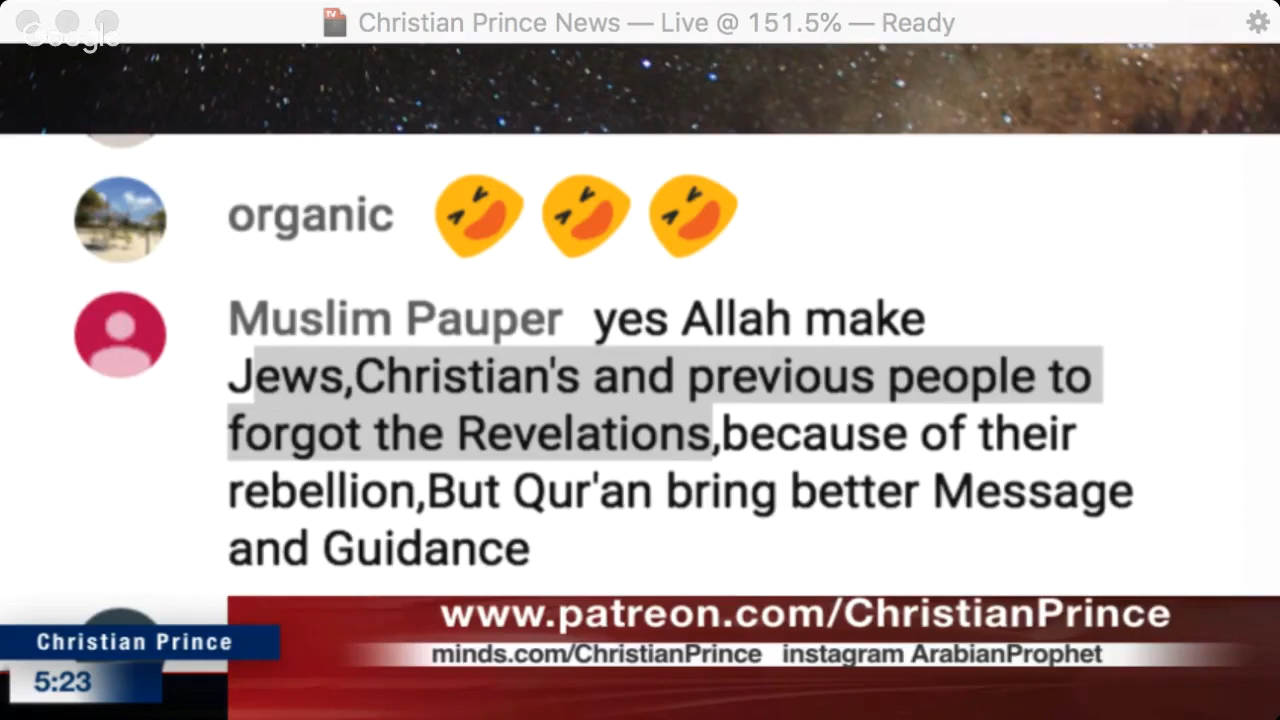 Christian Prince News — Live @ 151.5% — Ready
Google
organic
Muslim Pauper yes Allah make
Jews,Christian's and previous people to
forgot the Revelations,because of their
rebellion,But Qur'an bring better Message
and Guidance
www.patreon.com/ChristianPrince
Christian Prince
minds.com/ChristianPrince instagram ArabianProphet
5:23